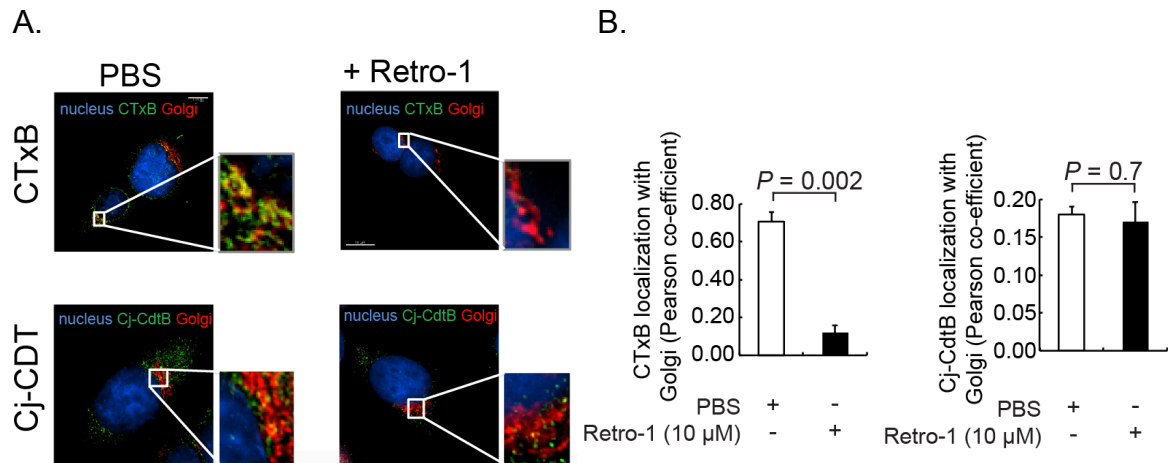 A.
B.
PBS
+ Retro-1
nucleus CTxB Golgi
nucleus CTxB Golgi
CTxB
nucleus Cj-CdtB Golgi
nucleus Cj-CdtB Golgi
Cj-CDT
P = 0.002
CTxB localization with
Golgi (Pearson co-efficient)
0.80
0.60
0.40
0.20
0.00
PBS + -
Retro-1 (10 µM) - +
P = 0.7
Cj-CdtB localization with
Golgi (Pearson co-efficient)
0.20
0.15
0.10
0.05
0.00
PBS + -
Retro-1 (10 µM) - +